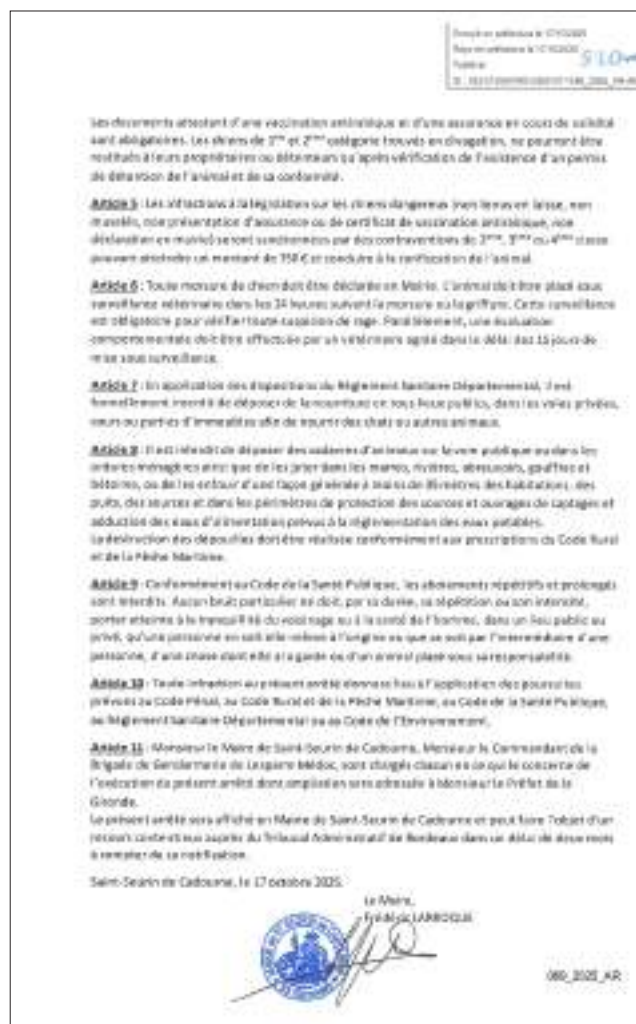 Envoyé en préfecture le 17/10/2025
Reçu en préfecture le 17/10/2025
Publié le
Les documents attestant d'une vaccination antirabique et d'une assurance en cours de validité
sont obligatoires. Les chiens de 1ère et 2ème catégorie trouvés en divagation, ne pourront être
restitués à leurs propriétaires ou détenteurs qu'après vérification de l'existence d'un permis
de détention de l'animal et de sa conformité.
Article 5 : Les infractions à la législation sur les chiens dangereux (non tenus en laisse, non
muselés, non présentation d'assurance ou de certificat de vaccination antirabique, non
déclaration en mairie) seront sanctionnées par des contraventions de 2ème, 3ème ou 4ème classe
pouvant atteindre un montant de 750 € et conduire à la confiscation de l'animal.
Article 6 : Toute morsure de chien doit être déclarée en Mairie. L'animal doit être placé sous
surveillance vétérinaire dans les 24 heures suivant la morsure ou la griffure. Cette surveillance
est obligatoire pour vérifier toute suspicion de rage. Parallèlement, une évaluation
comportementale doit être effectuée par un vétérinaire agréé dans le délai des 15 jours de
mise sous surveillance.
Article 7 : En application des dispositions du Règlement Sanitaire Départemental, il est
formellement interdit de déposer de la nourriture en tous lieux publics, dans les voies privées,
cours ou parties d'immeubles afin de nourrir des chats ou autres animaux.
Article 8 : Il est interdit de déposer des cadavres d'animaux sur la voie publique ou dans les
ordures ménagères ainsi que de les jeter dans les mares, rivières, abreuvoirs, gouffres et
bétoires, ou de les enfouir d'une façon générale à moins de 35 mètres des habitations, des
puits, des sources et dans les périmètres de protection des sources et ouvrages de captages et
adduction des eaux d'alimentation prévus à la réglementation des eaux potables.
La destruction des dépouilles doit être réalisée conformément aux prescriptions du Code Rural
et de la Pêche Maritime.
Article 9 : Conformément au Code de la Santé Publique, les aboiements répétitifs et prolongés
sont interdits. Aucun bruit particulier ne doit, par sa durée, sa répétition ou son intensité,
porter atteinte à la tranquillité du voisinage ou à la santé de l'homme, dans un lieu public ou
privé, qu'une personne en soit elle-même à l'origine ou que ce soit par l'intermédiaire d'une
personne, d'une chose dont elle a la garde ou d'un animal placé sous sa responsabilité.
Article 10 : Toute infraction au présent arrêté donnera lieu à l'application des poursuites
prévues au Code Pénal, au Code Rural et de la Pêche Maritime, au Code de la Santé Publique,
au Règlement Sanitaire Départemental ou au Code de l'Environnement.
Article 11 : Monsieur le Maire de Saint-Seurin de Cadourne, Monsieur le Commandant de la
Brigade de Gendarmerie de Lesparre Médoc, sont chargés chacun en ce qui le concerne de
l'exécution du présent arrêté dont ampliation sera adressée à Monsieur le Préfet de la
Gironde.
Le présent arrêté sera affiché en Mairie de Saint-Seurin de Cadourne et peut faire l'objet d'un
recours contentieux auprès du Tribunal Administratif de Bordeaux dans un délai de deux mois
à compter de sa notification.
Saint-Seurin de Cadourne, le 17 octobre 2025.
Le Maire,
Frédéric LARROQUE
080_2025_AR